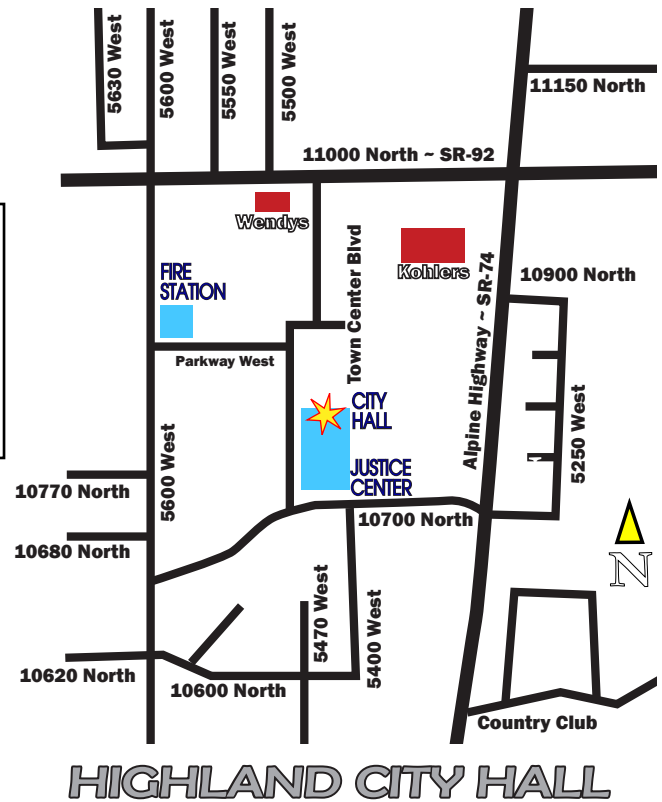 5630 West
5600 West
5550 West
5500 West
11150 North
11000 North ~ SR-92
Wendys
Kohlers
Town Center Blvd
Alpine Highway ~ SR-74
10900 North
FIRE
STATION
Parkway West
CITY
HALL
5250 West
5600 West
JUSTICE
CENTER
10770 North
10700 North
10680 North
N
5470 West
5400 West
10620 North
10600 North
Country Club
HIGHLAND CITY HALL